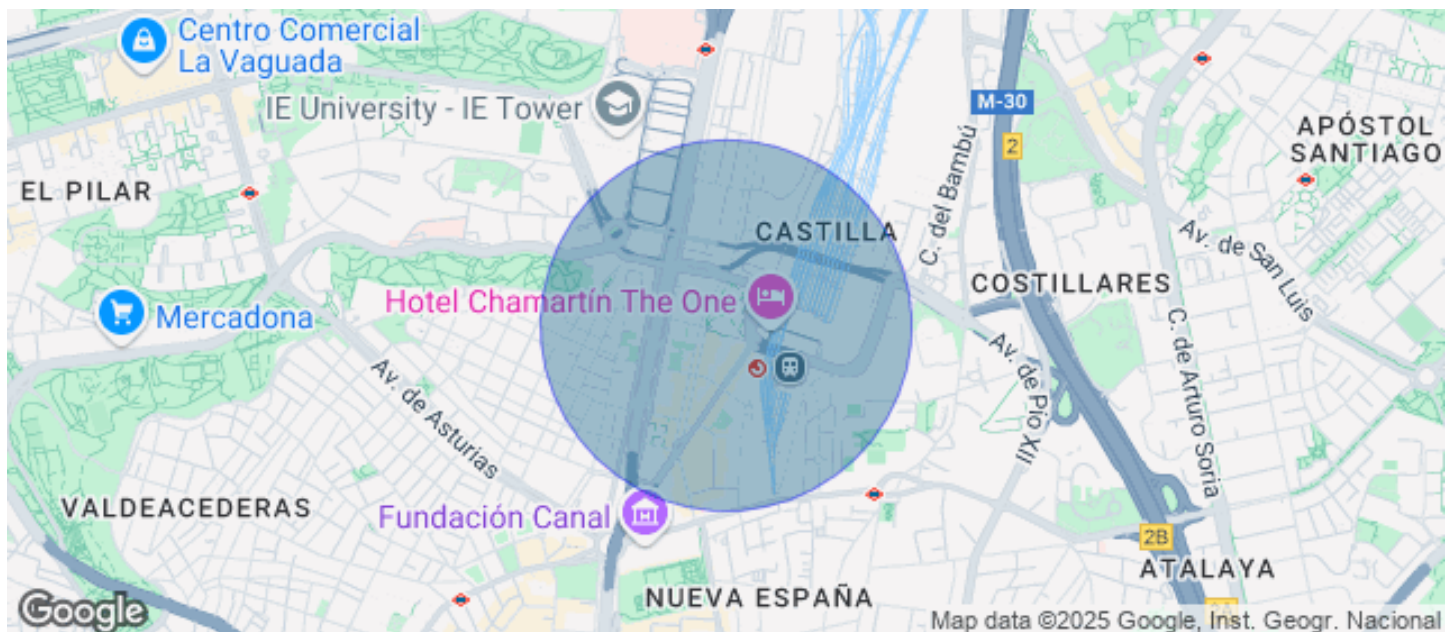 Centro Comercial
La Vaguada
IE University - IE Tower
M-30
2
APÓSTOL
SANTIAGO
EL PILAR
C. del Bambú
CASTILLA
Av. de San Luis
COSTILLARES
Hotel Chamartín The One
Mercadona
Av. de Asturias
Av. de Pío XII
C. de Arturo Soria
VALDEACEDERAS
Fundación Canal
2B
ATALAYA
NUEVA ESPAÑA
Google
Map data ©2025 Google, Inst. Geogr. Nacional